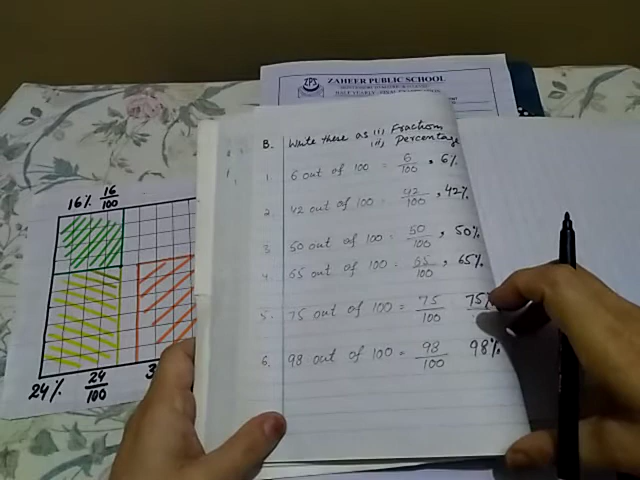 ZPS
ZAHEER PUBLIC SCHOOL
B. Write these as (i) Fractions
(ii) Percentage
1. 6 out of 100 = 6/100, 6%
2. 42 out of 100 = 42/100, 42%
3. 50 out of 100 = 50/100, 50%
4. 65 out of 100 = 65/100, 65%
5. 75 out of 100 = 75/100 75%
6. 98 out of 100 = 98/100 98%
16% 16/100
24% 24/100
3